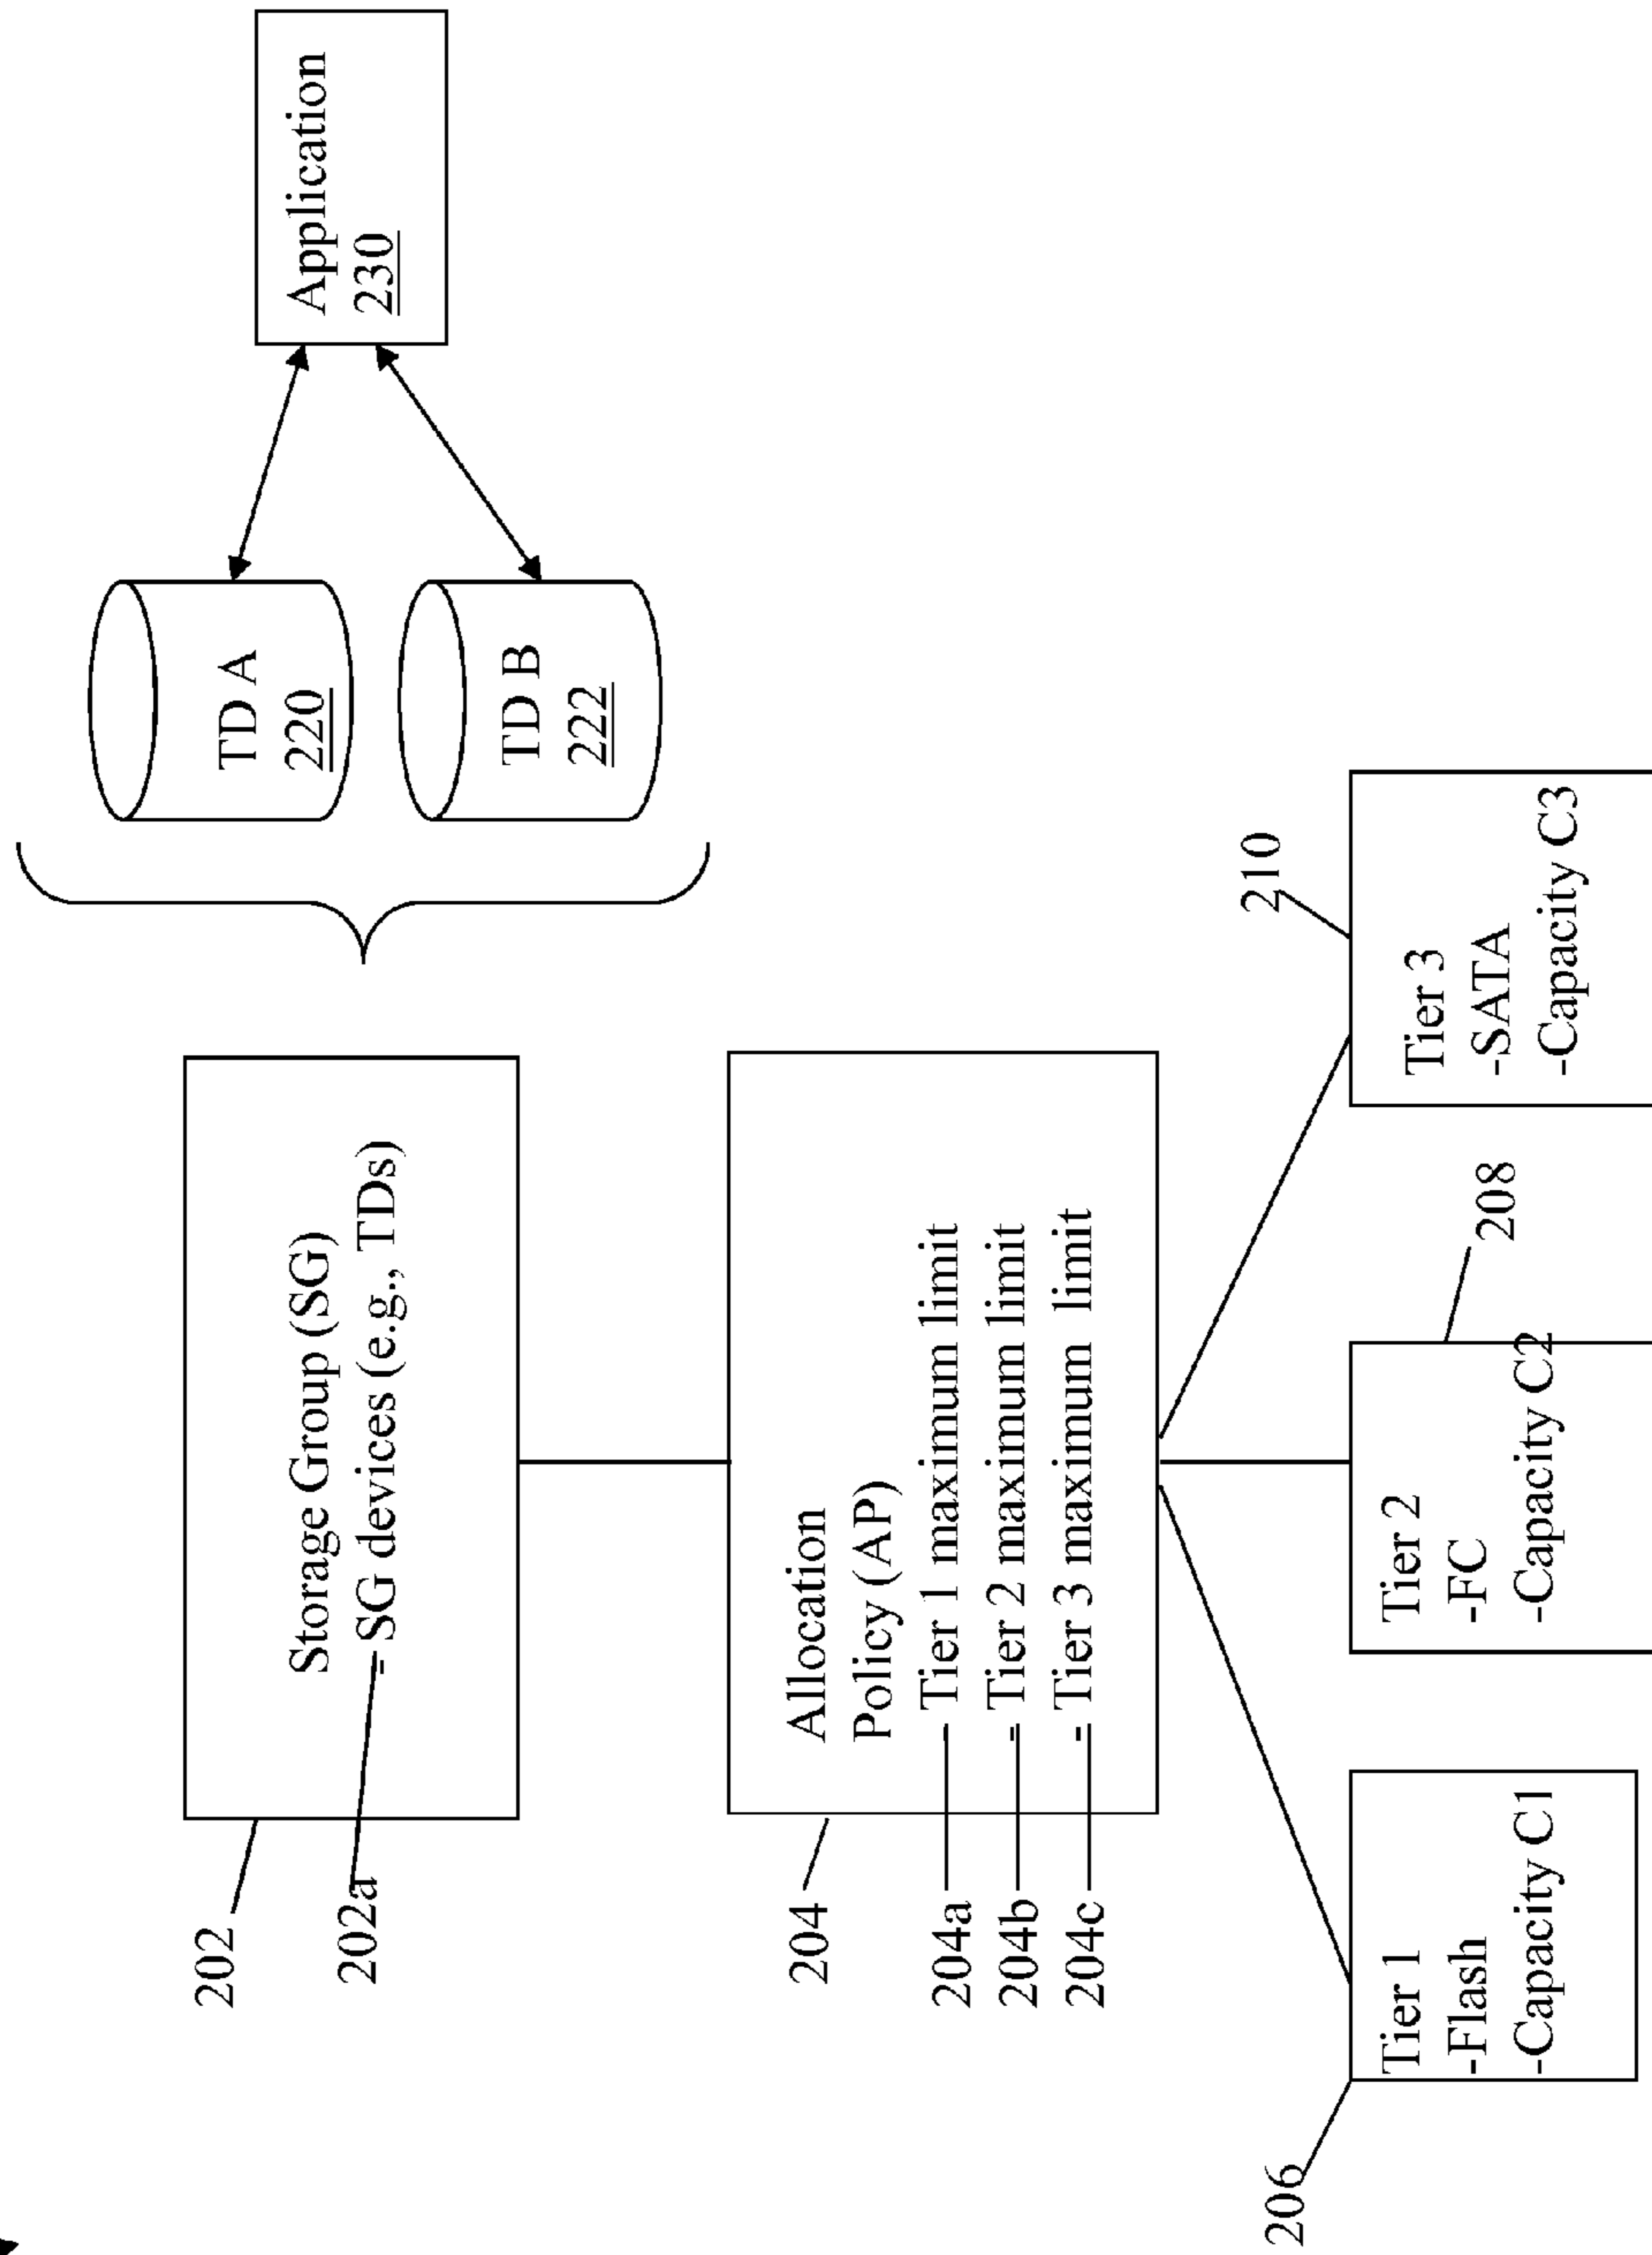 202
202a
Storage Group (SG)
- SG devices (e.g., TDs)
TD A
220
TD B
222
Application
230
204
204a
204b
204c
Allocation
Policy (AP)
- Tier 1 maximum limit
- Tier 2 maximum limit
- Tier 3 maximum limit
206
Tier 1
-Flash
-Capacity C1
208
Tier 2
-FC
-Capacity C2
210
Tier 3
-SATA
-Capacity C3